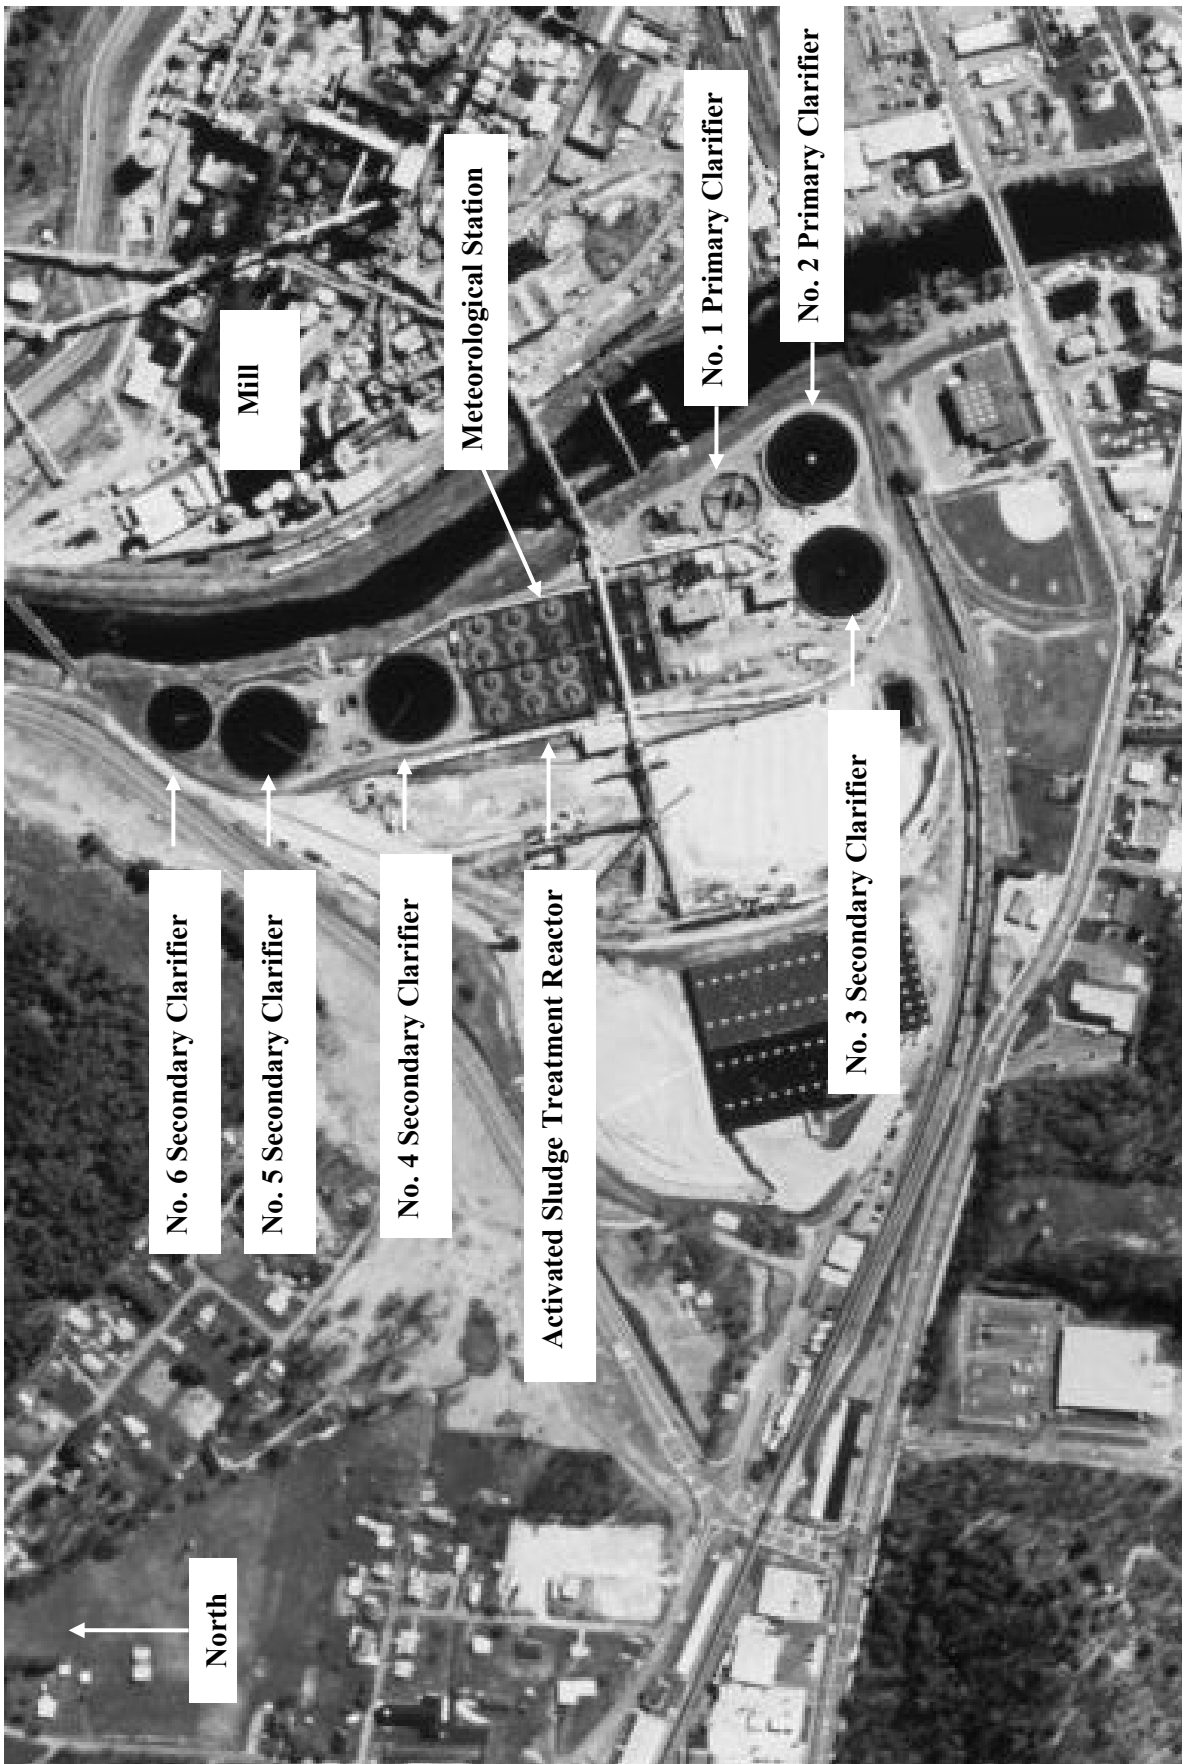 No. 6 Secondary Clarifier
North
Mill
No. 5 Secondary Clarifier
No. 4 Secondary Clarifier
Meteorological Station
Activated Sludge Treatment Reactor
No. 1 Primary Clarifier
No. 2 Primary Clarifier
No. 3 Secondary Clarifier